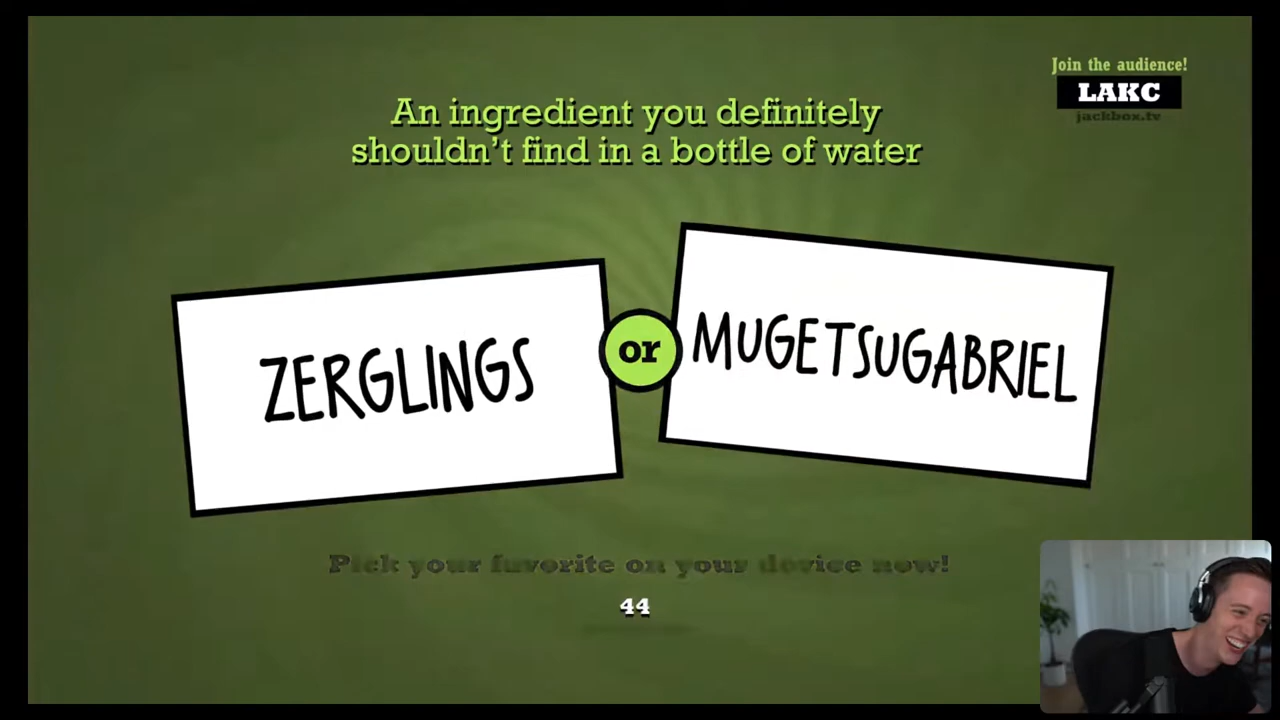 Join the audience!
LAKC
jackbox.tv
An ingredient you definitely
shouldn't find in a bottle of water
ZERGLINGS
or
MUGETSUGABRIEL
Pick your favorite on your device now!
44